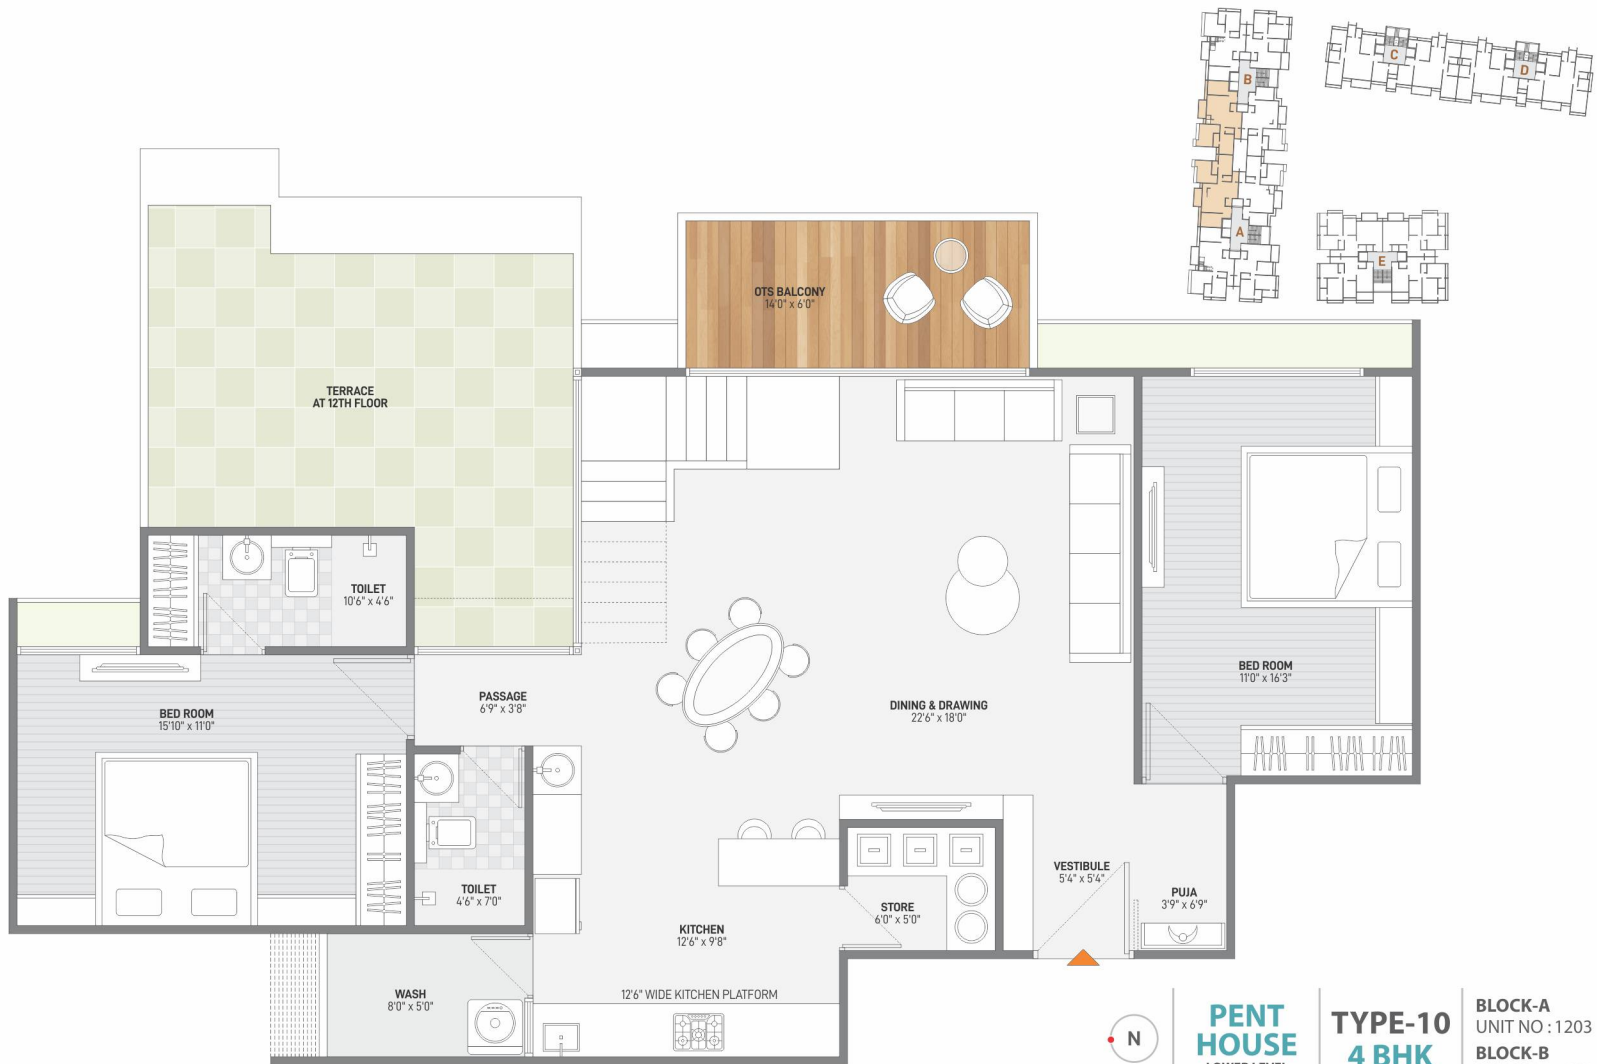 B
C
D
A
E
OTS BALCONY
14'0" x 6'0"
TERRACE
AT 12TH FLOOR
TOILET
10'6" x 4'6"
BED ROOM
15'10" x 11'0"
PASSAGE
6'9" x 3'8"
DINING & DRAWING
22'6" x 18'0"
BED ROOM
11'0" x 16'3"
TOILET
4'6" x 7'0"
KITCHEN
12'6" x 9'8"
STORE
6'0" x 5'0"
VESTIBULE
5'4" x 5'4"
PUJA
3'9" x 6'9"
WASH
8'0" x 5'0"
12'6" WIDE KITCHEN PLATFORM
N
PENT
HOUSE
LOWER LEVEL
TYPE-10
4 BHK
BLOCK-A
UNIT NO : 1203
BLOCK-B